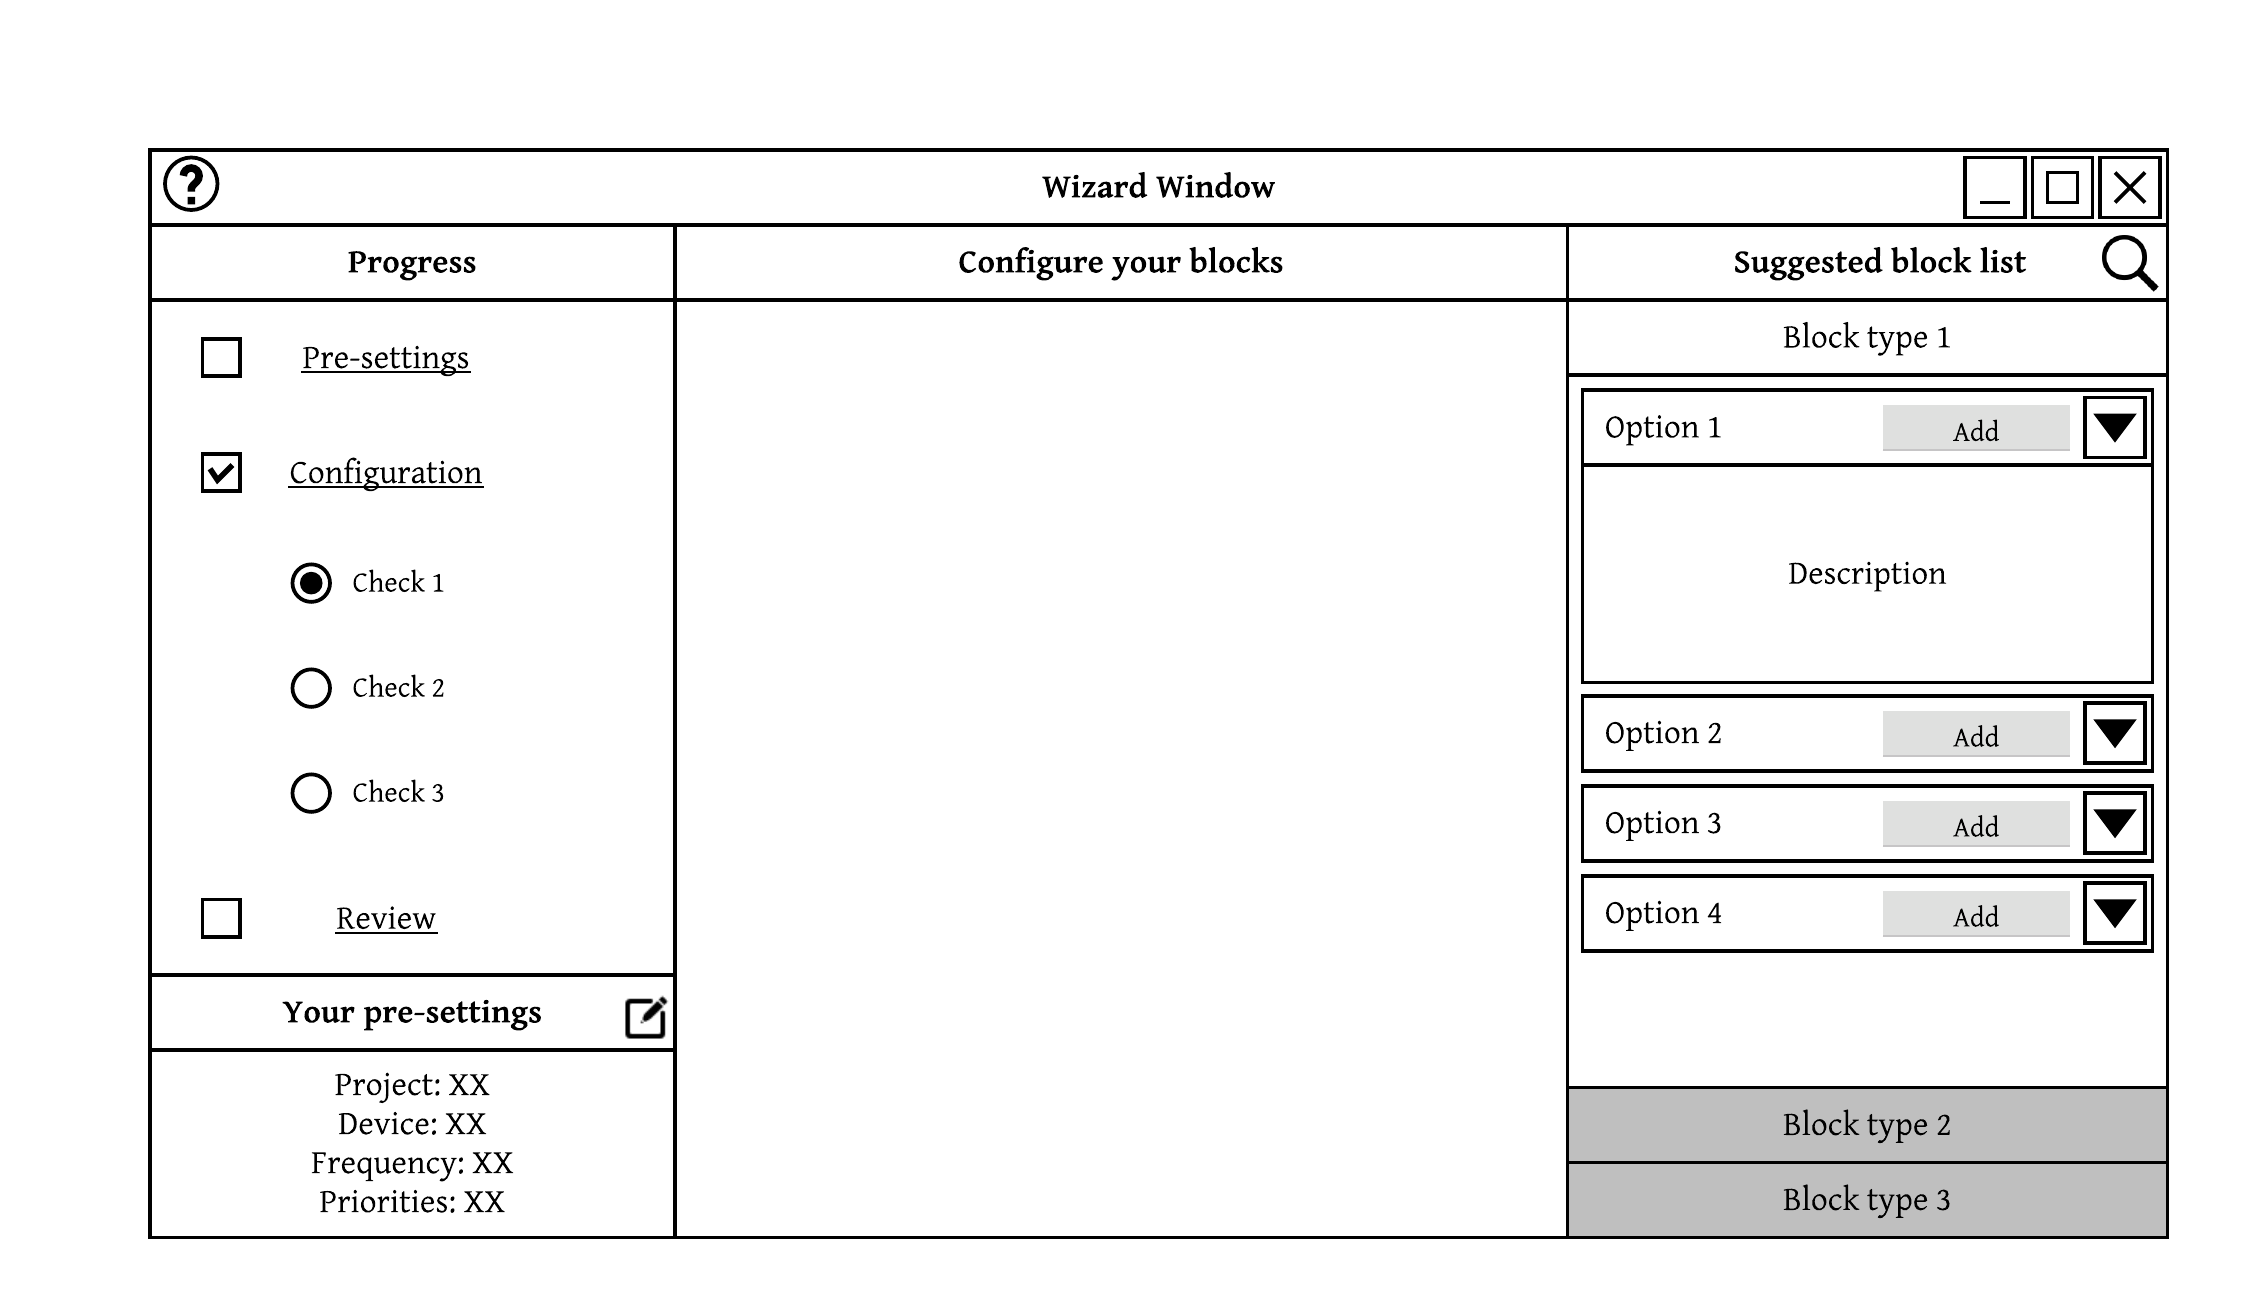 Wizard Window
Progress
Configure your blocks
Suggested block list
Pre-settings
Configuration
Check 1
Check 2
Check 3
Review
Your pre-settings
Project: XX
Device: XX
Frequency: XX
Priorities: XX
Block type 1
Option 1 Add
Description
Option 2 Add
Option 3 Add
Option 4 Add
Block type 2
Block type 3